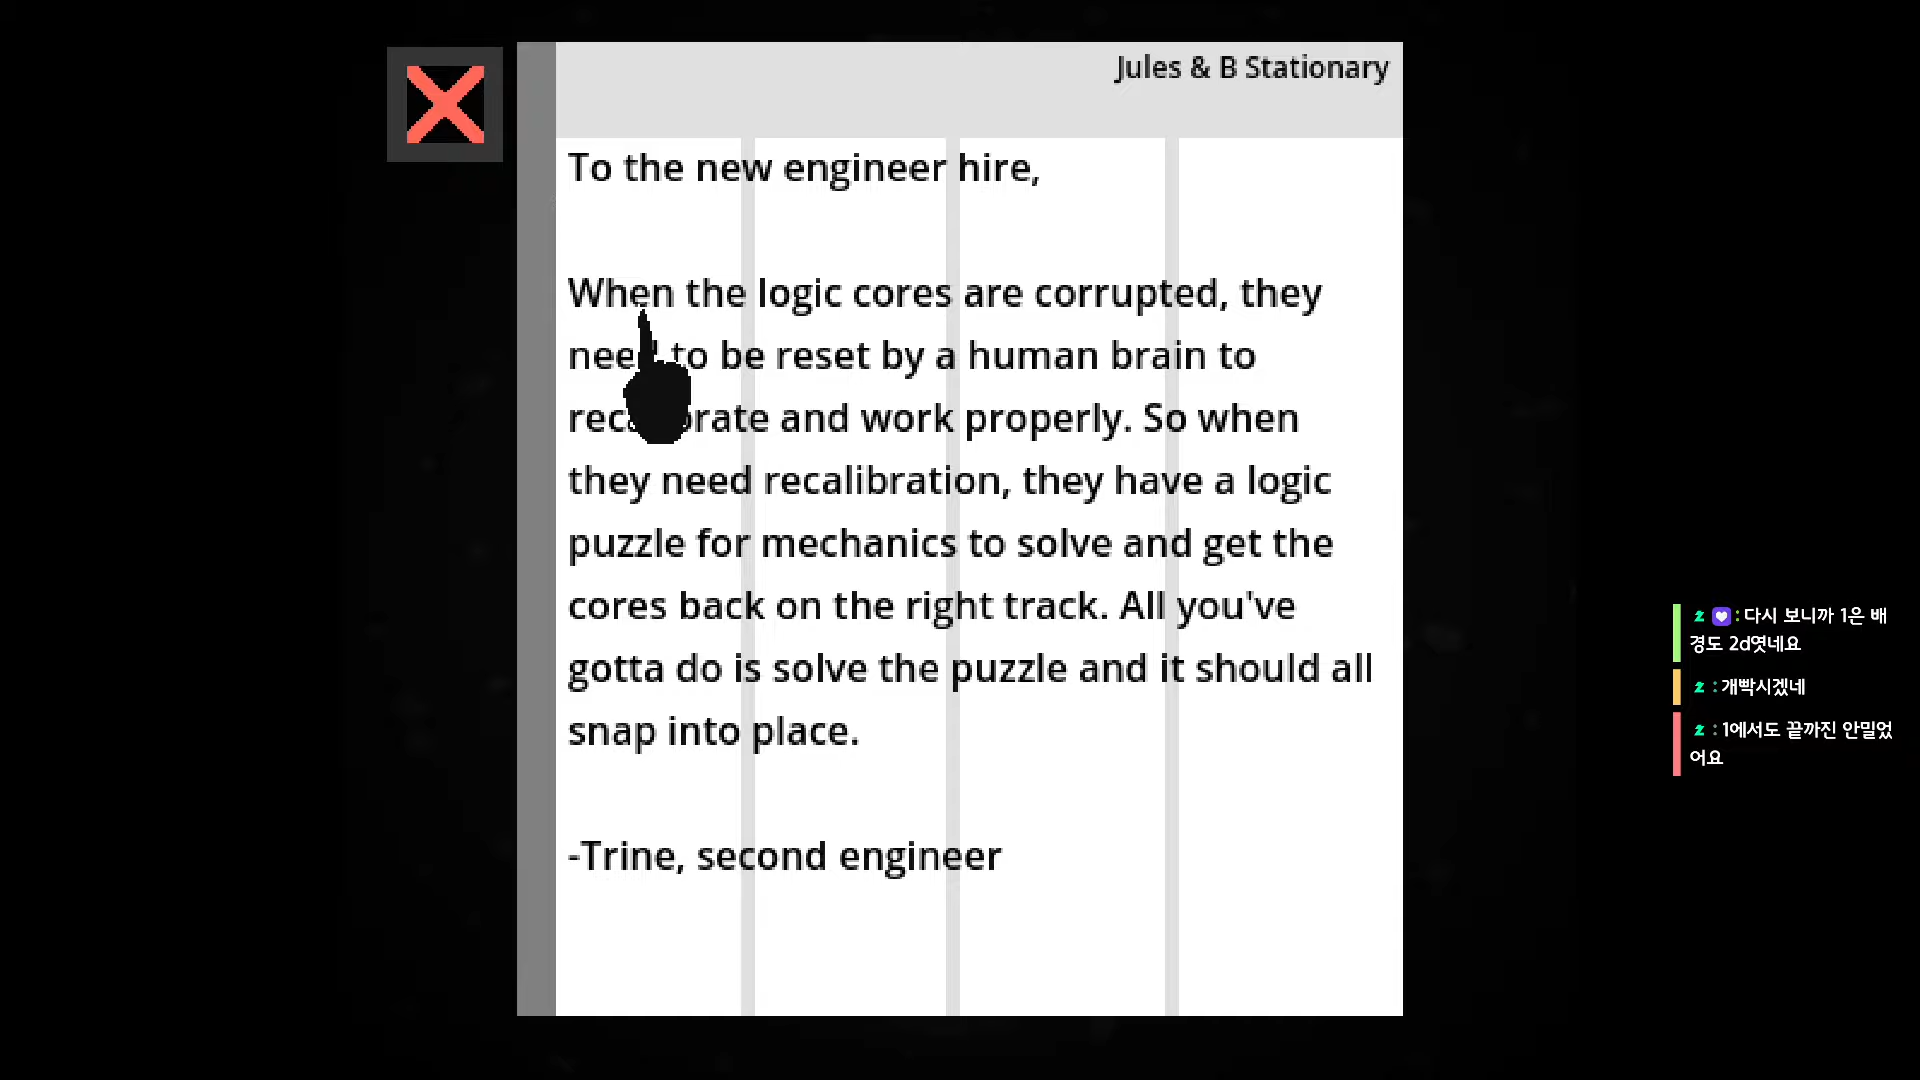 Jules & B Stationary
To the new engineer hire,
When the logic cores are corrupted, they
need to be reset by a human brain to
recalibrate and work properly. So when
they need recalibration, they have a logic
puzzle for mechanics to solve and get the
cores back on the right track. All you've
gotta do is solve the puzzle and it should all
snap into place.
-Trine, second engineer
: 다시 보니까 1은 배
경도 2d엿네요
: 개빡시겠네
: 1에서도 끝까진 안밀었
어요